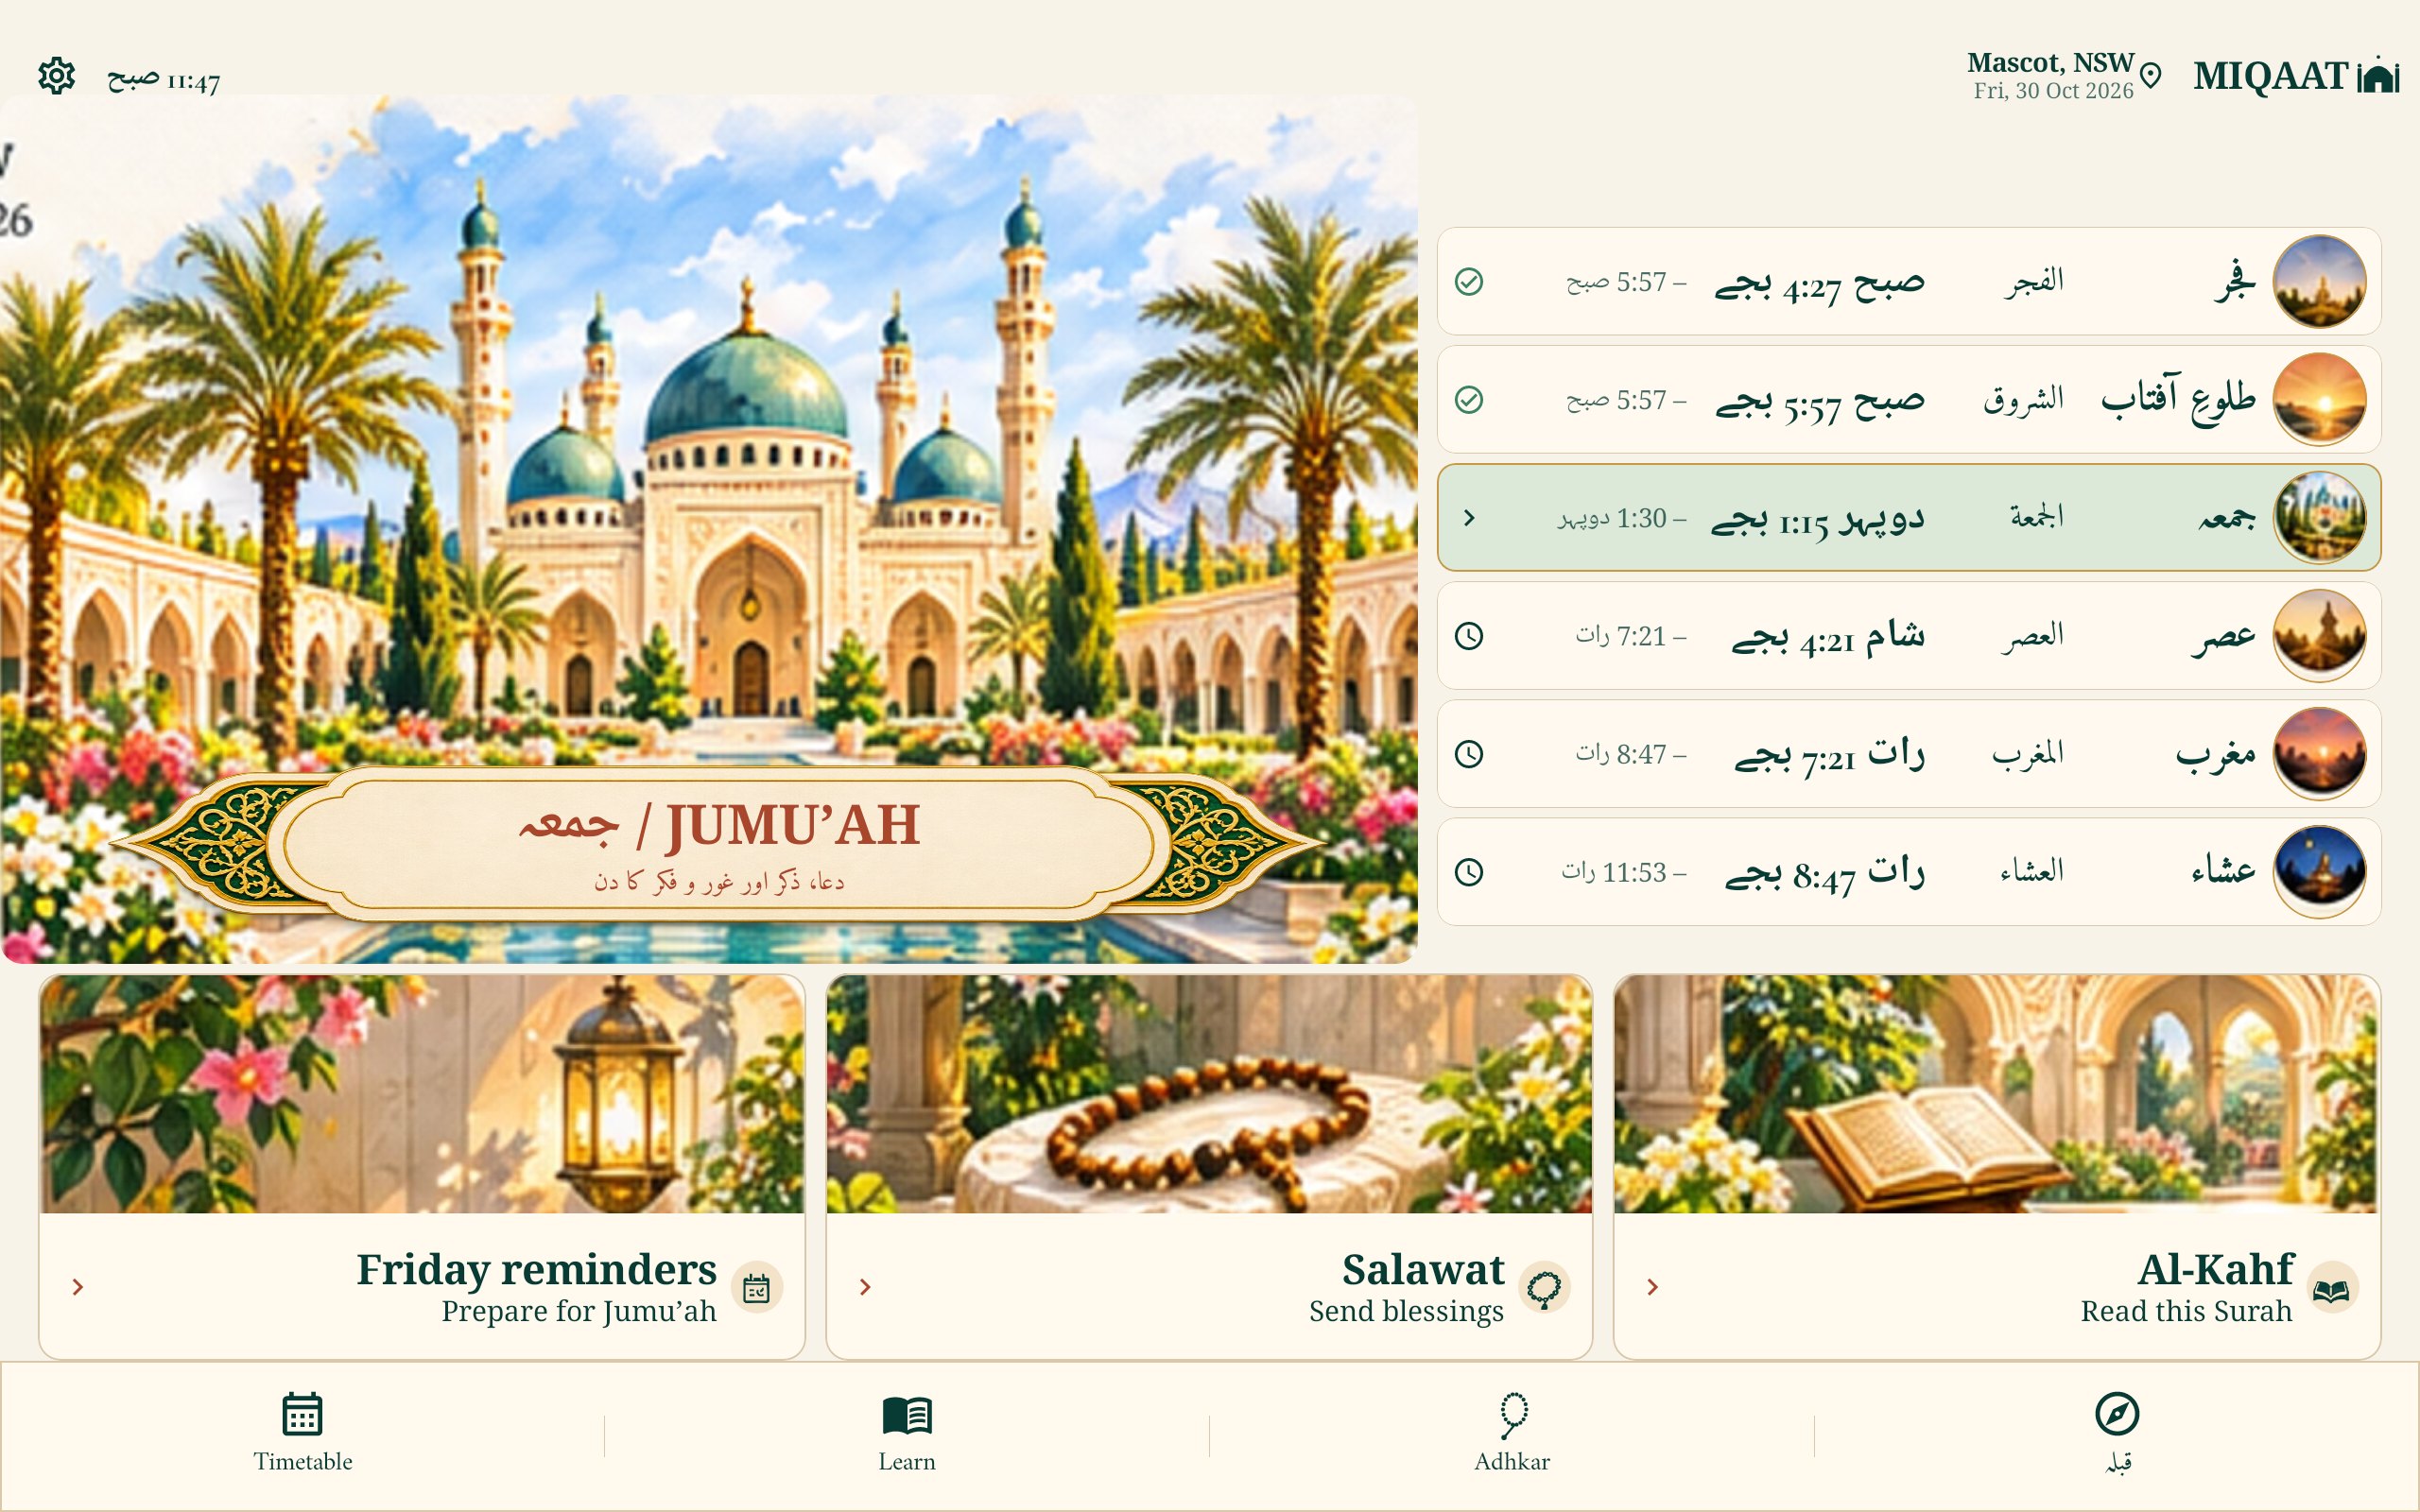 MIQAAT
Mascot, NSW
Fri, 30 Oct 2026
11:47 صبح
26
فجر الفجر صبح 4:27 بجے – 5:57 صبح
طلوعِ آفتاب الشروق صبح 5:57 بجے – 5:57 صبح
جمعہ الجمعة دوپہر 1:15 بجے – 1:30 دوپہر
عصر العصر شام 4:21 بجے – 7:21 رات
مغرب المغرب رات 7:21 بجے – 8:47 رات
عشاء العشاء رات 8:47 بجے – 11:53 رات
جمعہ / JUMU’AH
دعا، ذکر اور غور و فکر کا دن
Al-Kahf
Read this Surah
Salawat
Send blessings
Friday reminders
Prepare for Jumu’ah
قبلہ
Adhkar
Learn
Timetable